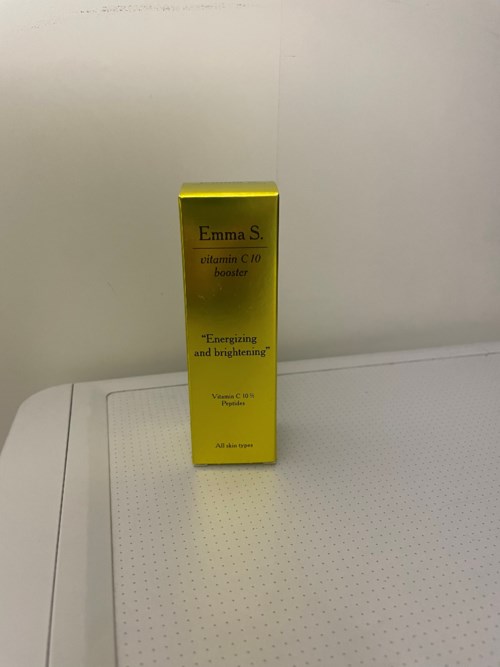 Emma S.
vitamin C 10
booster
"Energizing
and brightening"
Vitamin C 10%
Peptides
All skin types